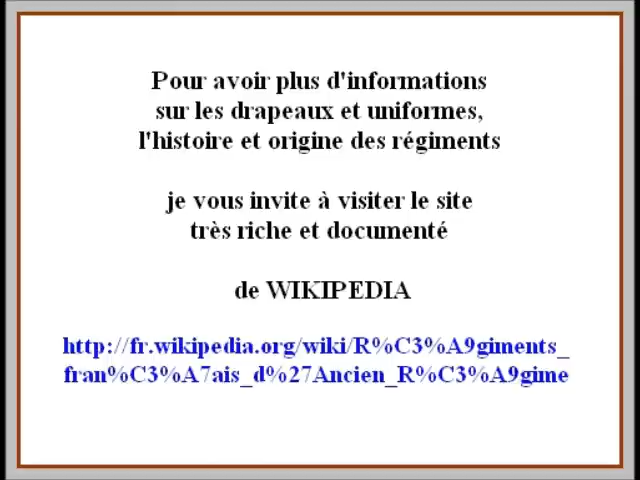 Pour avoir plus d'informations
sur les drapeaux et uniformes,
l'histoire et origine des régiments
je vous invite à visiter le site
très riche et documenté
de WIKIPEDIA
http://fr.wikipedia.org/wiki/R%C3%A9giments_
fran%C3%A7ais_d%27Ancien_R%C3%A9gime